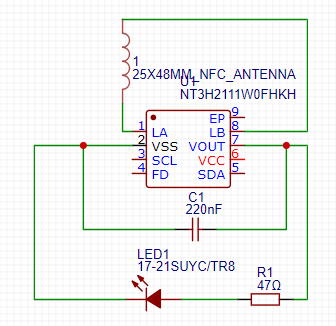 1
25X48MM_NFC_ANTENNA
U1
NT3H2111W0FHKH
EP 9
1 LA LB 8
2 VSS VOUT 7
3 SCL VCC 6
4 FD SDA 5
C1
220nF
LED1
17-21SUYC/TR8
R1
47Ω